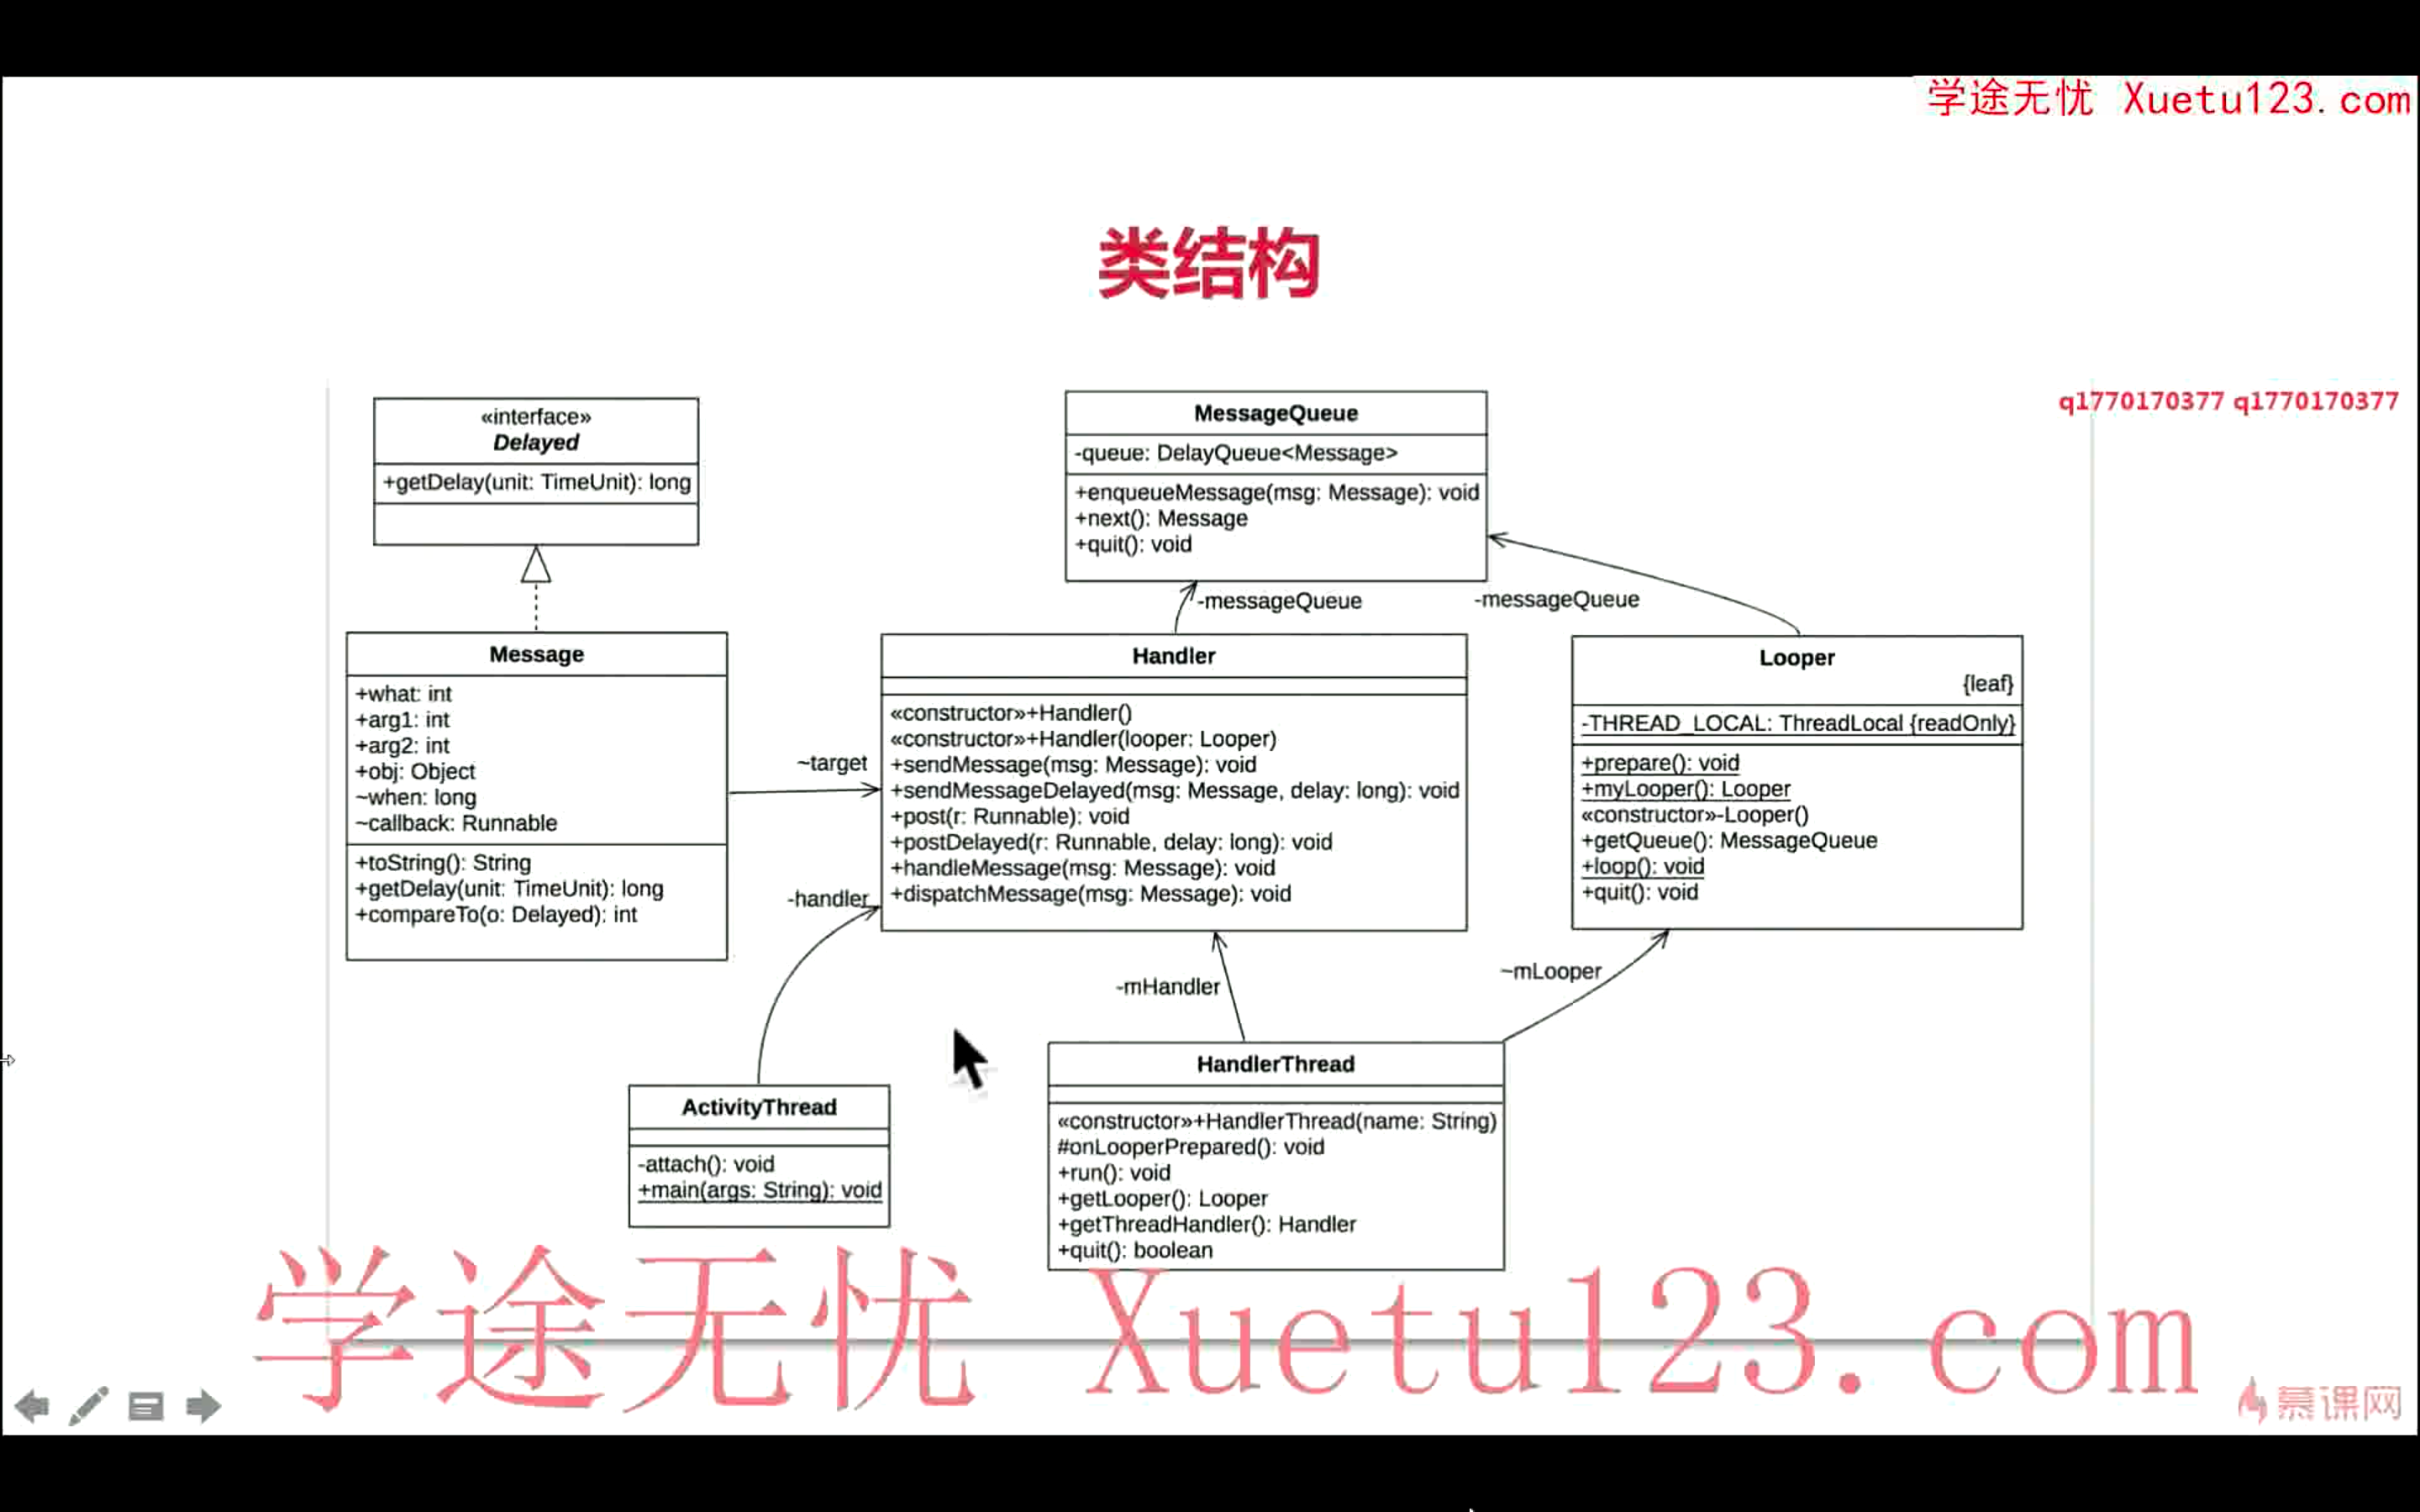 学途无忧 Xuetu123.com
类结构
q1770170377 q1770170377
«interface»
Delayed
+getDelay(unit: TimeUnit): long
MessageQueue
-queue: DelayQueue<Message>
+enqueueMessage(msg: Message): void
+next(): Message
+quit(): void
-messageQueue
-messageQueue
Message
+what: int
+arg1: int
+arg2: int
+obj: Object
~when: long
~callback: Runnable
+toString(): String
+getDelay(unit: TimeUnit): long
+compareTo(o: Delayed): int
~target
-handler
Handler
«constructor»+Handler()
«constructor»+Handler(looper: Looper)
+sendMessage(msg: Message): void
+sendMessageDelayed(msg: Message, delay: long): void
+post(r: Runnable): void
+postDelayed(r: Runnable, delay: long): void
+handleMessage(msg: Message): void
+dispatchMessage(msg: Message): void
Looper
{leaf}
-THREAD_LOCAL: ThreadLocal {readOnly}
+prepare(): void
+myLooper(): Looper
«constructor»-Looper()
+getQueue(): MessageQueue
+loop(): void
+quit(): void
-mHandler
~mLooper
ActivityThread
-attach(): void
+main(args: String): void
HandlerThread
«constructor»+HandlerThread(name: String)
#onLooperPrepared(): void
+run(): void
+getLooper(): Looper
+getThreadHandler(): Handler
+quit(): boolean
学途无忧 Xuetu123.com
慕课网